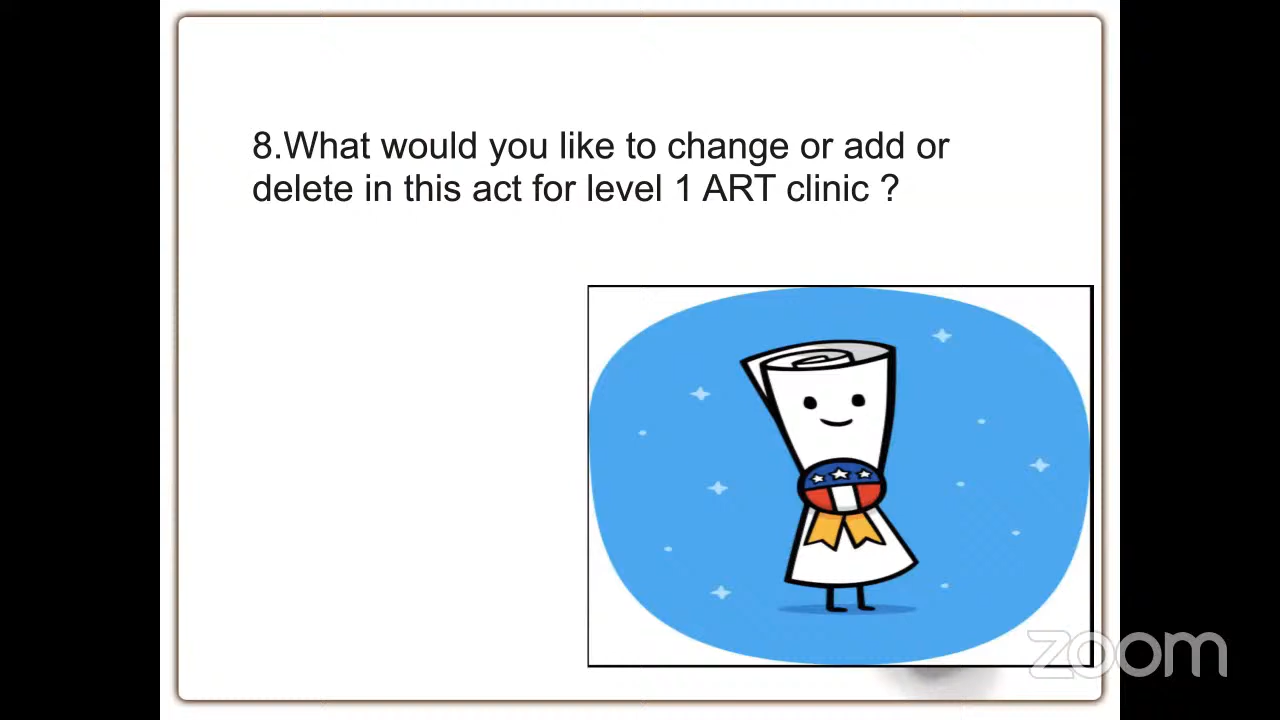 8.What would you like to change or add or
delete in this act for level 1 ART clinic ?
zoom